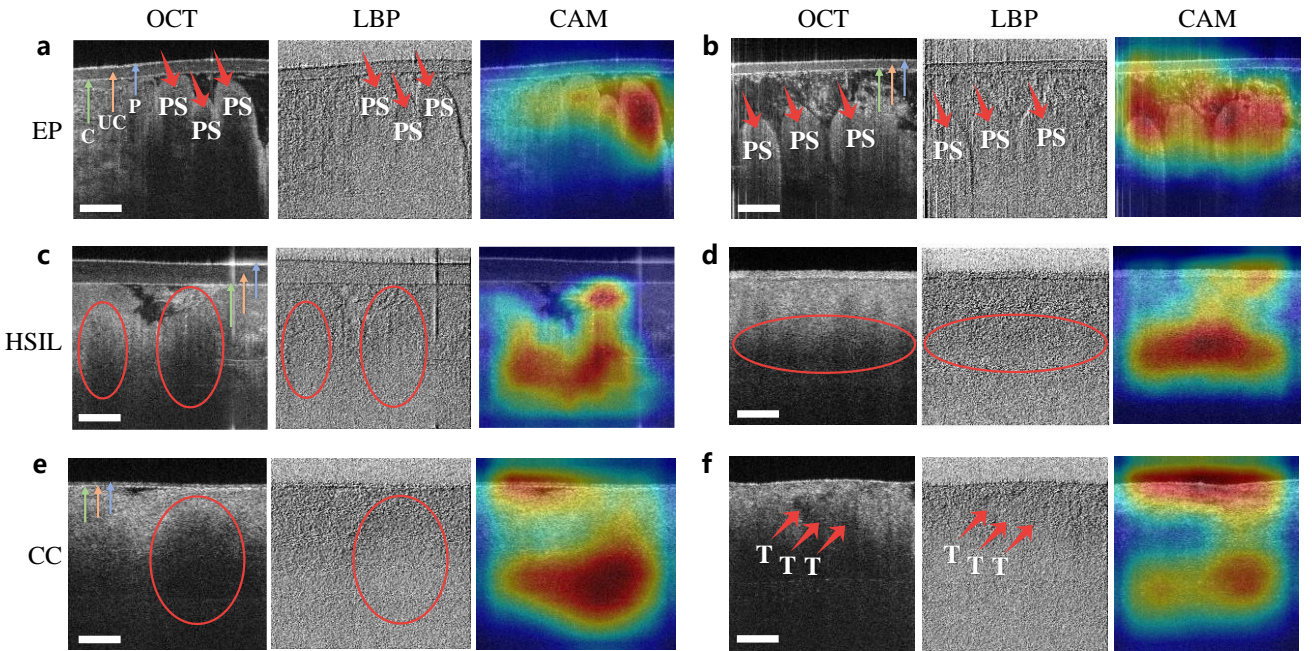 OCT LBP CAM OCT LBP CAM
a b
EP
C UC P PS PS PS
PS PS PS
PS PS PS
PS PS PS
c d
HSIL
e f
CC
T T T
T T T